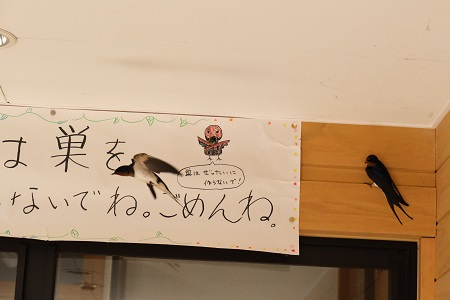 は巣を
ないでね。ごめんね。
巣はぜったいに
作らないで!